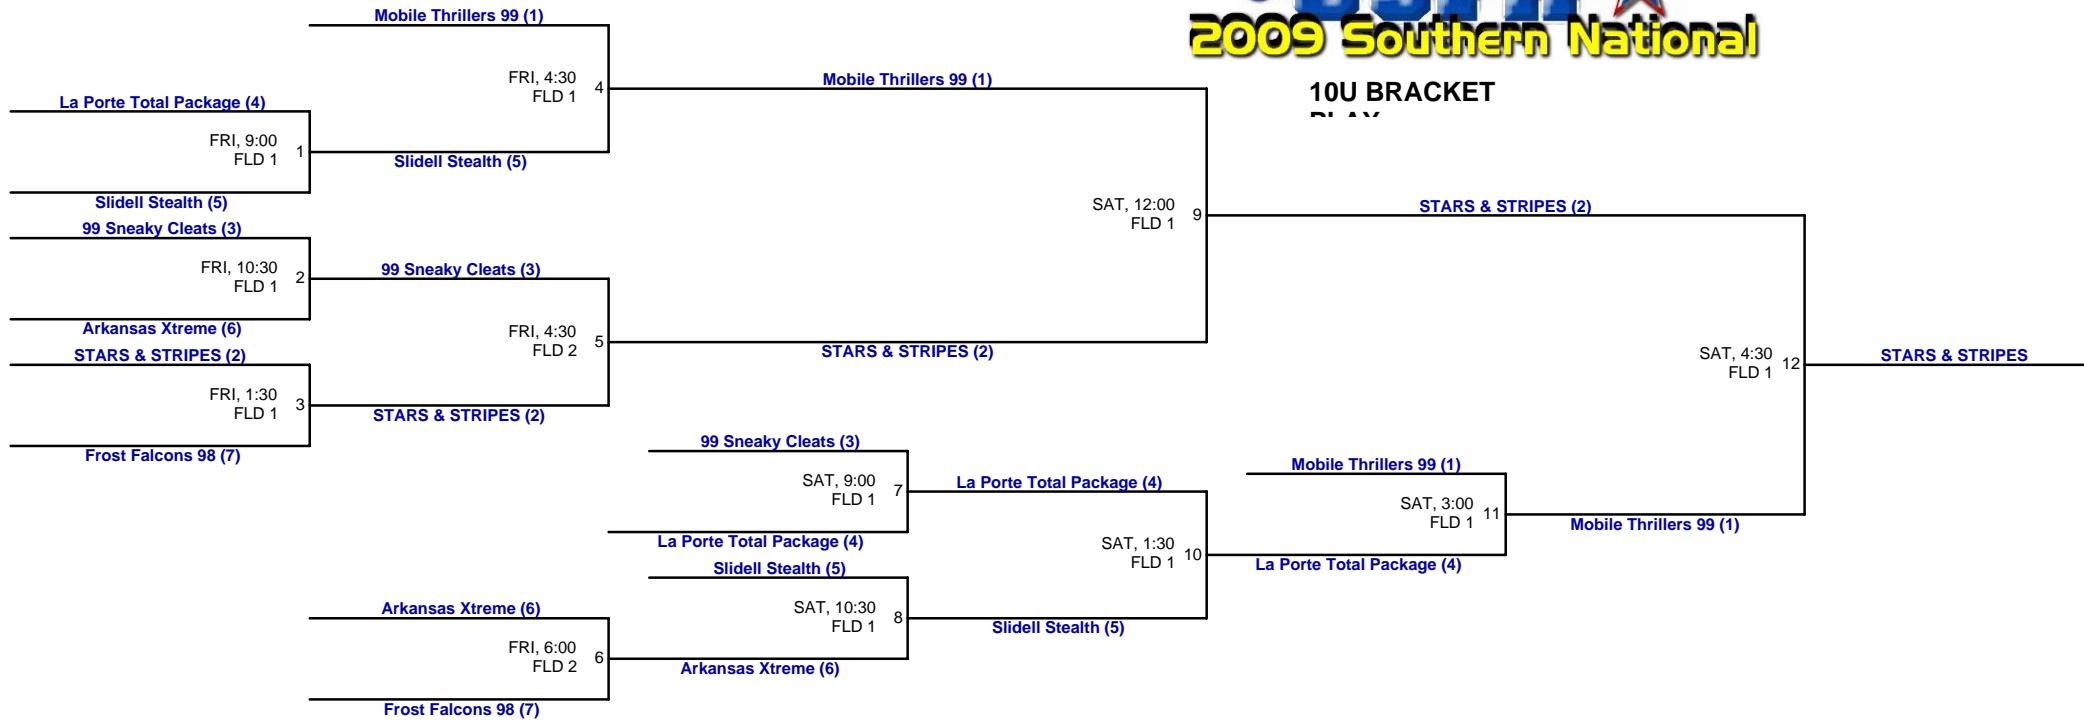 2009 Southern National
10U BRACKET
Mobile Thrillers 99 (1)
FRI, 4:30
FLD 1
4
Mobile Thrillers 99 (1)
La Porte Total Package (4)
FRI, 9:00
FLD 1
1
Slidell Stealth (5)
Slidell Stealth (5)
99 Sneaky Cleats (3)
FRI, 10:30
FLD 1
2
99 Sneaky Cleats (3)
Arkansas Xtreme (6)
FRI, 4:30
FLD 2
5
STARS & STRIPES (2)
STARS & STRIPES (2)
FRI, 1:30
FLD 1
3
STARS & STRIPES (2)
Frost Falcons 98 (7)
SAT, 12:00
FLD 1
9
STARS & STRIPES (2)
SAT, 4:30
FLD 1
12
STARS & STRIPES
99 Sneaky Cleats (3)
SAT, 9:00
FLD 1
7
La Porte Total Package (4)
La Porte Total Package (4)
Mobile Thrillers 99 (1)
SAT, 3:00
FLD 1
11
Mobile Thrillers 99 (1)
SAT, 1:30
FLD 1
10
La Porte Total Package (4)
Slidell Stealth (5)
SAT, 10:30
FLD 1
8
Slidell Stealth (5)
Arkansas Xtreme (6)
FRI, 6:00
FLD 2
6
Arkansas Xtreme (6)
Frost Falcons 98 (7)